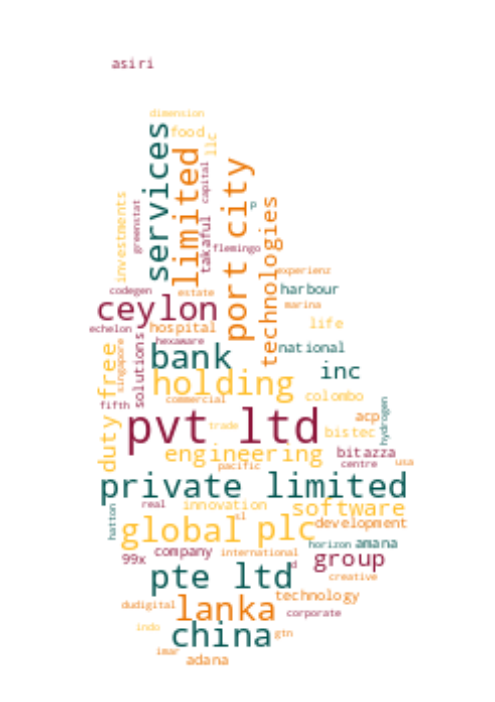 asiri
dimension
food
llc
services
limited
capital
port city
investments
greenstat
takaful
technologies
p
flemingo
experienz
codegen
estate
harbour
ceylon
marina
echelon
hospital
life
hexaware
solutions
singapore
duty free
bank
national
holding
inc
commercial
colombo
fifth
hydrogen
pvt ltd
acp
trade
bistec
engineering
bitazza
pacific
centre
usa
private limited
real
innovation
software
hatton
sl
global
plc
development
99x
company
international
horizon
amana
group
pte ltd
d
creative
technology
dudigital
lanka
corporate
indo
china
gtn
imar
adana